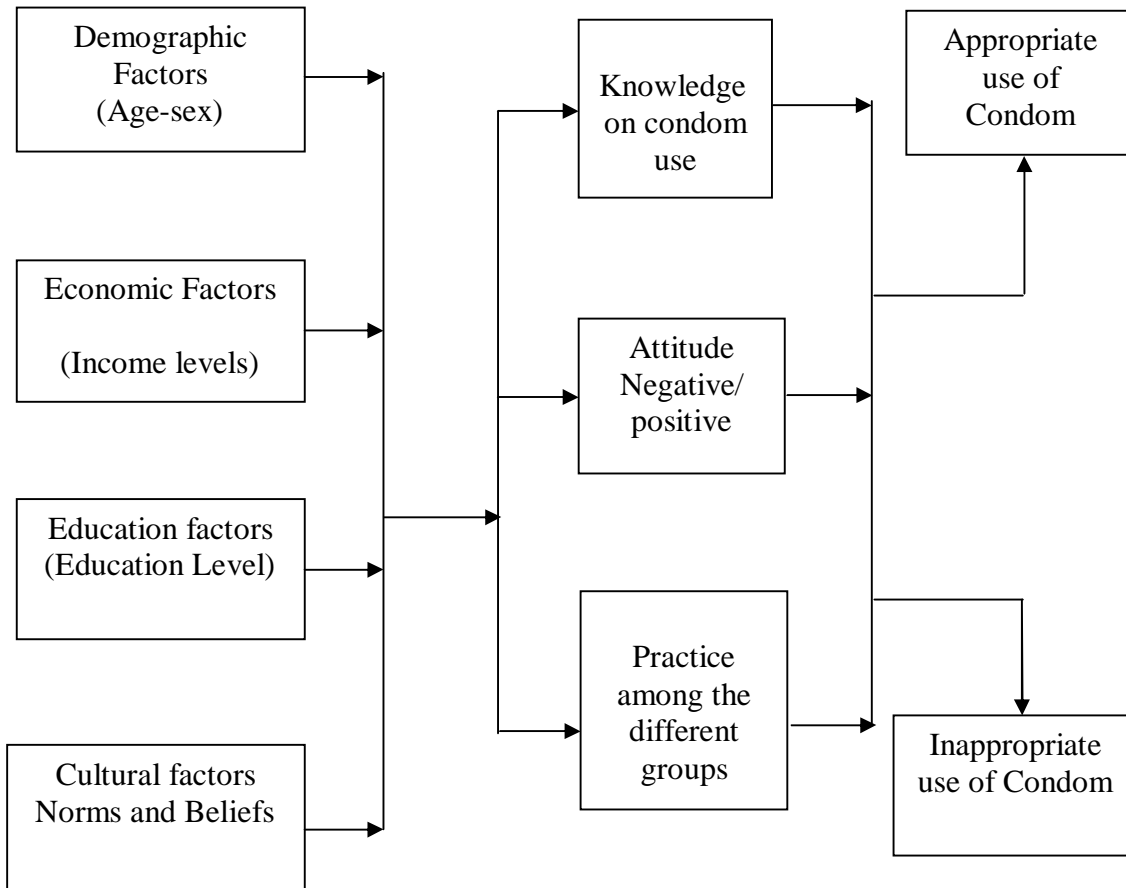 Demographic
Factors
(Age-sex)
Economic Factors
(Income levels)
Education factors
(Education Level)
Cultural factors
Norms and Beliefs
Knowledge
on condom
use
Attitude
Negative/
positive
Practice
among the
different
groups
Appropriate
use of
Condom
Inappropriate
use of Condom